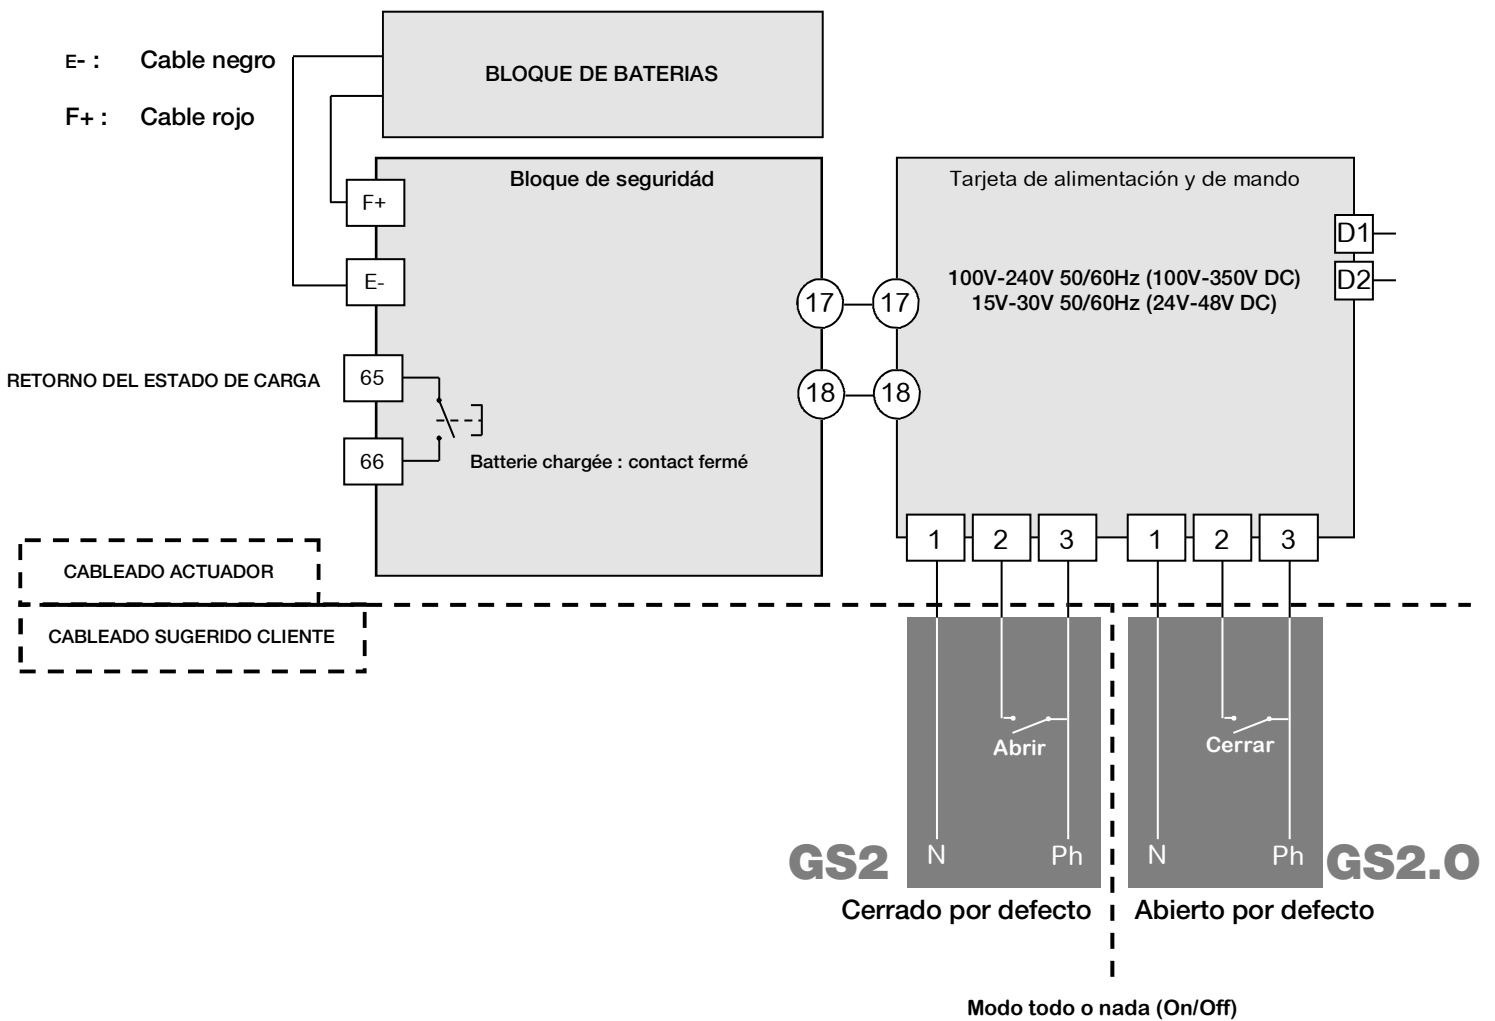 E- : Cable negro
F+ : Cable rojo
BLOQUE DE BATERIAS
Bloque de seguridád
F+
E-
RETORNO DEL ESTADO DE CARGA
65
66
Batterie chargée : contact fermé
17
18
Tarjeta de alimentación y de mando
100V-240V 50/60Hz (100V-350V DC)
15V-30V 50/60Hz (24V-48V DC)
D1
D2
17
18
1 2 3 1 2 3
CABLEADO ACTUADOR
CABLEADO SUGERIDO CLIENTE
Abrir
N Ph
GS2
Cerrado por defecto
Cerrar
N Ph
GS2.O
Abierto por defecto
Modo todo o nada (On/Off)